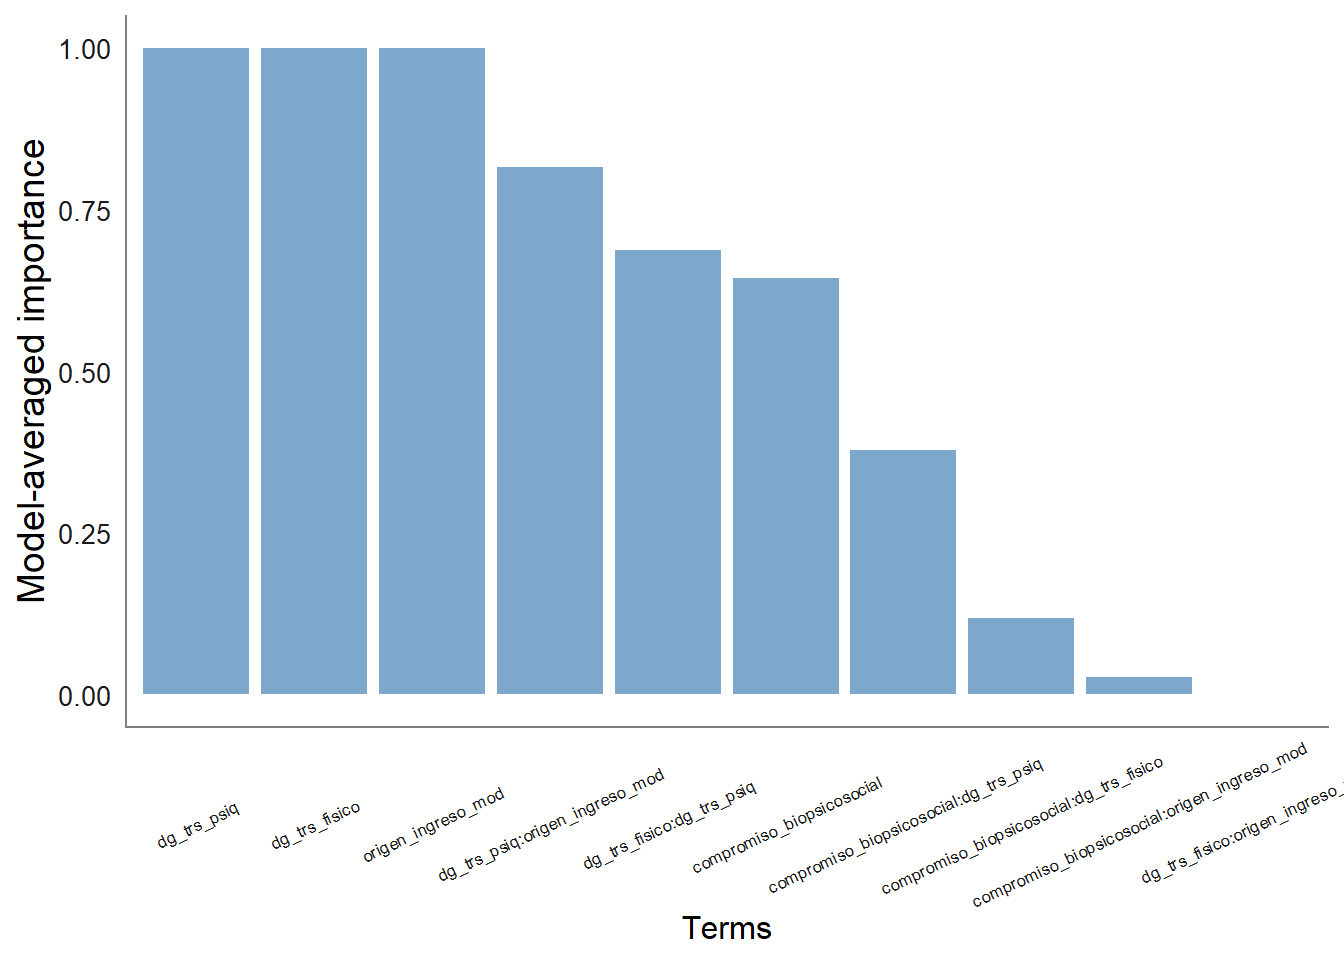 Model-averaged importance
1.00
0.75
0.50
0.25
0.00
dg_trs_psiq
dg_trs_fisico
origen_ingreso_mod
dg_trs_psiq:origen_ingreso_mod
dg_trs_fisico:dg_trs_psiq
compromiso_biopsicosocial
compromiso_biopsicosocial:dg_trs_psiq
compromiso_biopsicosocial:dg_trs_fisico
compromiso_biopsicosocial:origen_ingreso_mod
dg_trs_fisico:origen_ingreso_
Terms